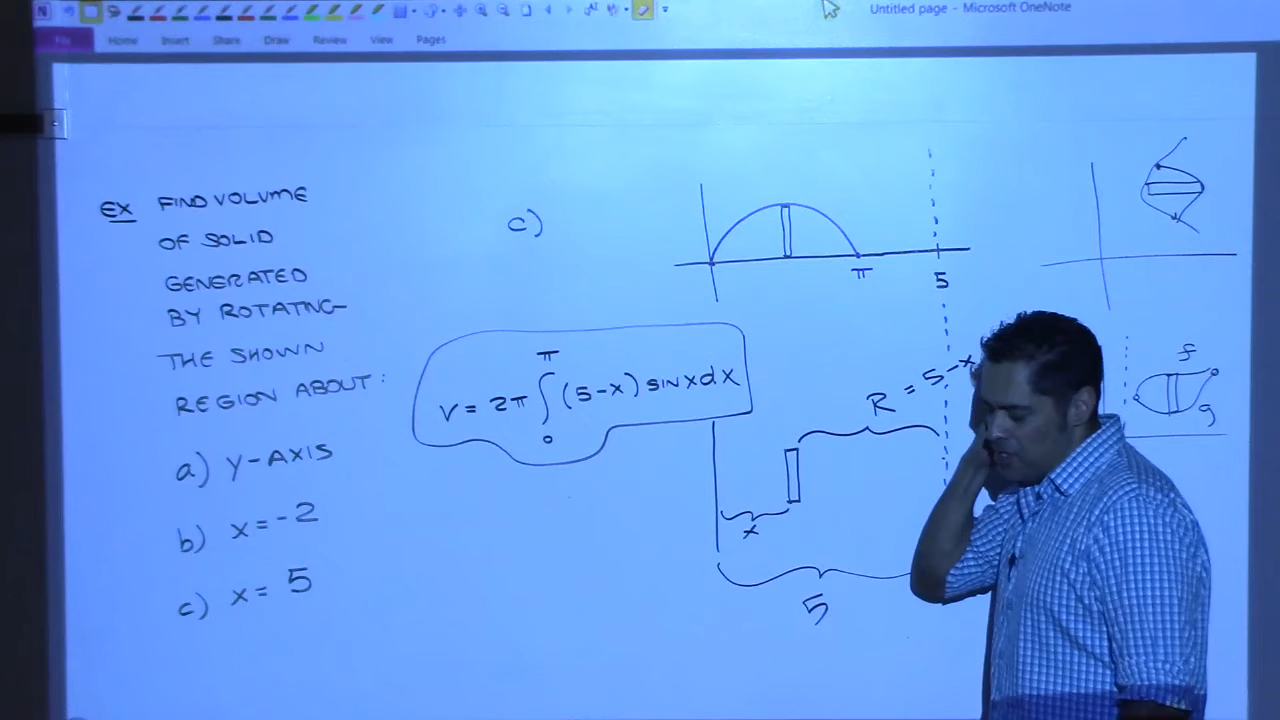 Untitled page - Microsoft OneNote
File Home Insert Share Draw Review View Pages
EX FIND VOLUME
OF SOLID
GENERATED
BY ROTATING
THE SHOWN
REGION ABOUT:
a) y-AXIS
b) x=-2
c) x= 5
c)
π
5
V = 2π ∫ (5-x) sin x dx
π
0
R = 5-x
x
5
f
g